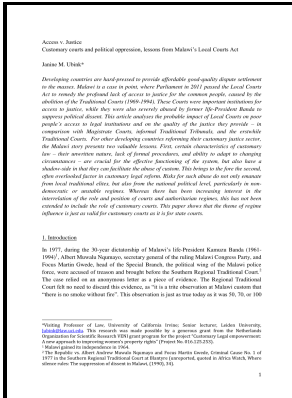 Access v. Justice
Customary courts and political oppression, lessons from Malawi's Local Courts Act
Janine M. Ubink*
Developing countries are hard-pressed to provide affordable good-quality dispute settlement
to the masses. Malawi is a case in point, where Parliament in 2011 passed the Local Courts
Act to remedy the profound lack of access to justice for the common people, caused by the
abolition of the Traditional Courts (1969-1994). These Courts were important institutions for
access to justice, while they were also severely abused by former life-President Banda to
suppress political dissent. This article analyses the probable impact of Local Courts on poor
people's access to legal institutions and on the quality of the justice they provide – in
comparison with Magistrate Courts, informal Traditional Tribunals, and the erstwhile
Traditional Courts. For other developing countries reforming their customary justice sector,
the Malawi story presents two valuable lessons. First, certain characteristics of customary
law – their unwritten nature, lack of formal procedures, and ability to adapt to changing
circumstances – are crucial for the effective functioning of the system, but also have a
shadow-side in that they can facilitate the abuse of custom. This brings to the fore the second,
often overlooked factor in customary legal reform. Risks for such abuse do not only emanate
from local traditional elites, but also from the national political level, particularly in non-
democratic or unstable regimes. Whereas there has been increasing interest in the
interrelation of the role and position of courts and authoritarian regimes, this has not been
extended to include the role of customary courts. This paper shows that the theme of regime
influence is just as valid for customary courts as it is for state courts.
1. Introduction
In 1977, during the 30-year dictatorship of Malawi's life-President Kamuzu Banda (1961-
1994)¹, Albert Muwalo Nqumayo, secretary general of the ruling Malawi Congress Party, and
Focus Martin Gwede, head of the Special Branch, the political wing of the Malawi police
force, were accused of treason and brought before the Southern Regional Traditional Court.²
The case relied on an anonymous letter as a piece of evidence. The Regional Traditional
Court felt no need to discard this evidence, as "it is a trite observation at Malawi custom that
"there is no smoke without fire". This observation is just as true today as it was 50, 70, or 100
*Visiting Professor of Law, University of California Irvine; Senior lecturer, Leiden University,
This research was made possible by a generous grant from the Netherlands
Organization for Scientific Research VENI grant program for the project "Customary Legal empowerment:
A new approach to improving women's property rights" (Project No. 016.125.253).
¹ Malawi gained its independence in 1964.
² The Republic vs. Albert Andrew Muwalo Nqumayo and Focus Martin Gwede, Criminal Cause No. 1 of
1977 in the Southern Regional Traditional Court at Blantyre (unreported, quoted in Africa Watch. Where
silence rules: The suppression of dissent in Malawi, (1990), 34).
1